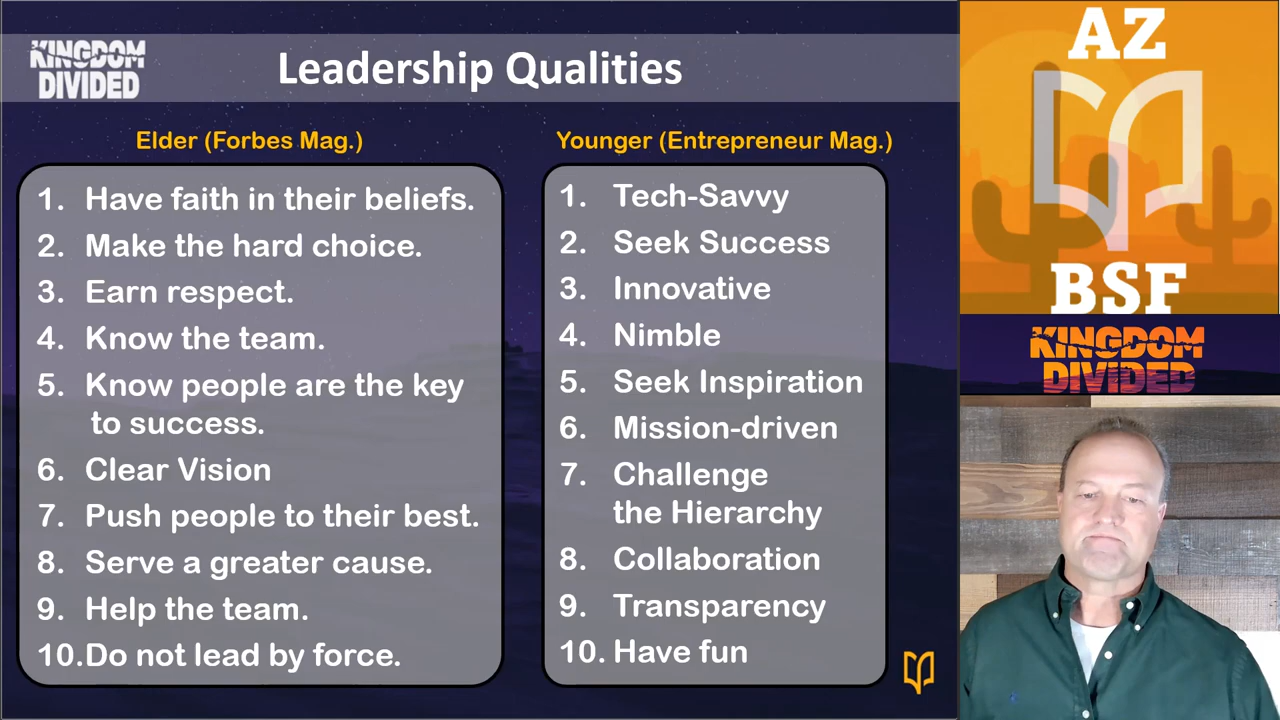 KINGDOM
DIVIDED
Leadership Qualities
Elder (Forbes Mag.)
1. Have faith in their beliefs.
2. Make the hard choice.
3. Earn respect.
4. Know the team.
5. Know people are the key
to success.
6. Clear Vision
7. Push people to their best.
8. Serve a greater cause.
9. Help the team.
10.Do not lead by force.
Younger (Entrepreneur Mag.)
1. Tech-Savvy
2. Seek Success
3. Innovative
4. Nimble
5. Seek Inspiration
6. Mission-driven
7. Challenge
the Hierarchy
8. Collaboration
9. Transparency
10. Have fun
AZ
BSF
KINGDOM
DIVIDED